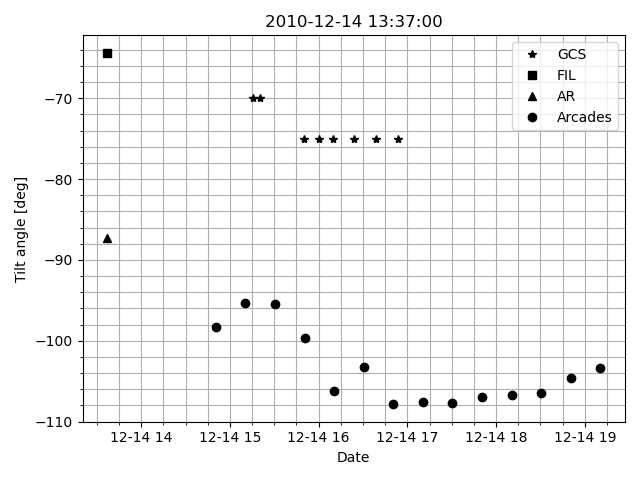 2010-12-14 13:37:00
GCS
FIL
AR
Arcades
−70
−80
−90
−100
−110
Tilt angle [deg]
12-14 14 12-14 15 12-14 16 12-14 17 12-14 18 12-14 19
Date